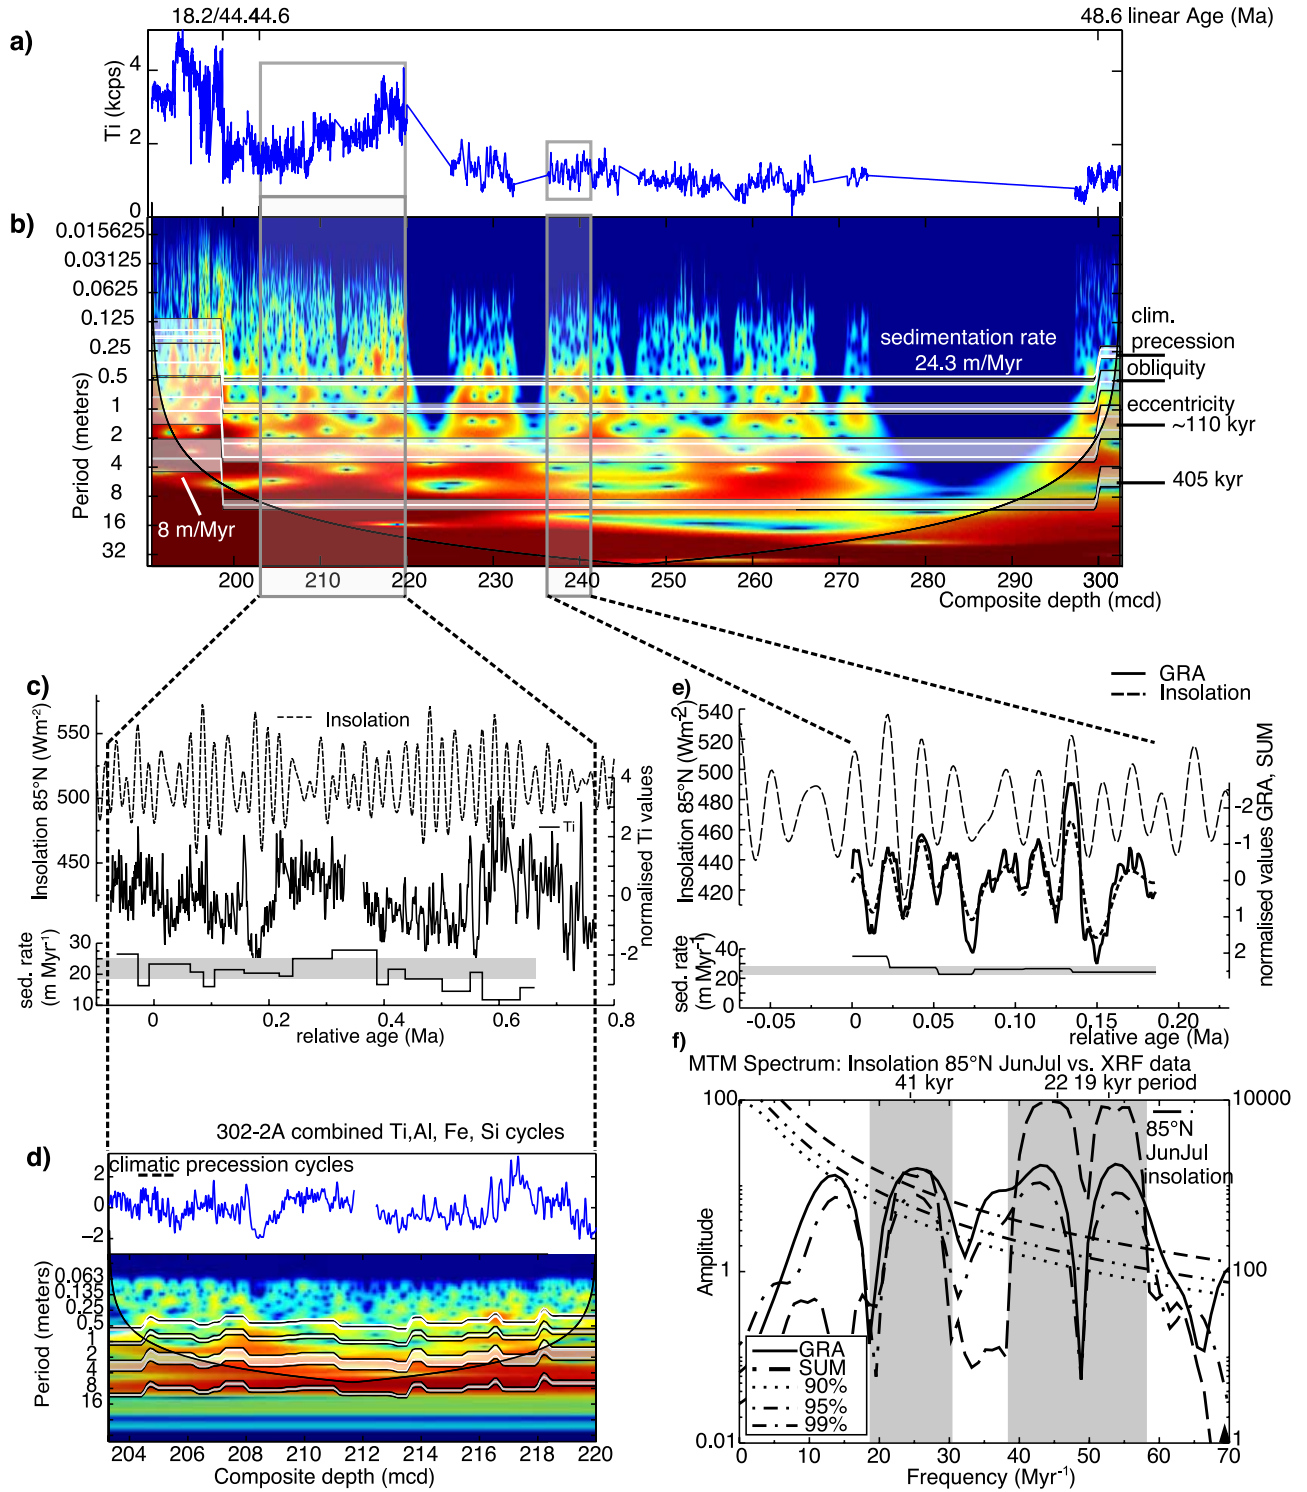 18.2/44.4 44.6
48.6 linear Age (Ma)
a)
Ti (kcps)
4
2
0
b)
0.015625
0.03125
0.0625
0.125
0.25
0.5
1
2
4
8
16
32
Period (meters)
sedimentation rate
24.3 m/Myr
8 m/Myr
clim.
precession
obliquity
eccentricity
~110 kyr
405 kyr
200 210 220 230 240 250 260 270 280 290 300
Composite depth (mcd)
c)
Insolation 85°N (Wm-2)
550
500
450
Insolation
Ti
4
2
0
-2
normalised Ti values
sed. rate
(m Myr-1)
30
20
10
0 0.2 0.4 0.6 0.8
relative age (Ma)
e)
GRA
Insolation
Insolation 85°N (Wm-2)
540
520
500
480
460
440
420
-2
-1
0
1
2
normalised values GRA, SUM
sed. rate
(m Myr-1)
40
30
20
10
0
-0.05 0 0.05 0.10 0.15 0.20
relative age (Ma)
302-2A combined Ti,Al, Fe, Si cycles
d)
climatic precession cycles
2
0
-2
Period (meters)
0.063
0.135
0.25
0.5
1
2
4
8
16
204 206 208 210 212 214 216 218 220
Composite depth (mcd)
f)
MTM Spectrum: Insolation 85°N JunJul vs. XRF data
41 kyr
22 19 kyr period
100
1
0.01
Amplitude
10000
100
1
85°N
JunJul
insolation
GRA
SUM
90%
95%
99%
0 10 20 30 40 50 60 70
Frequency (Myr-1)